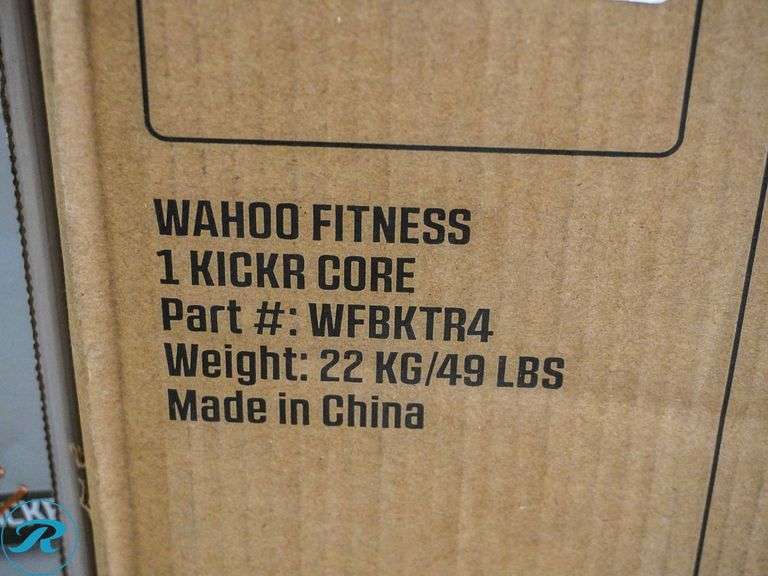 WAHOO FITNESS
1 KICKR CORE
Part #: WFBKTR4
Weight: 22 KG/49 LBS
Made in China